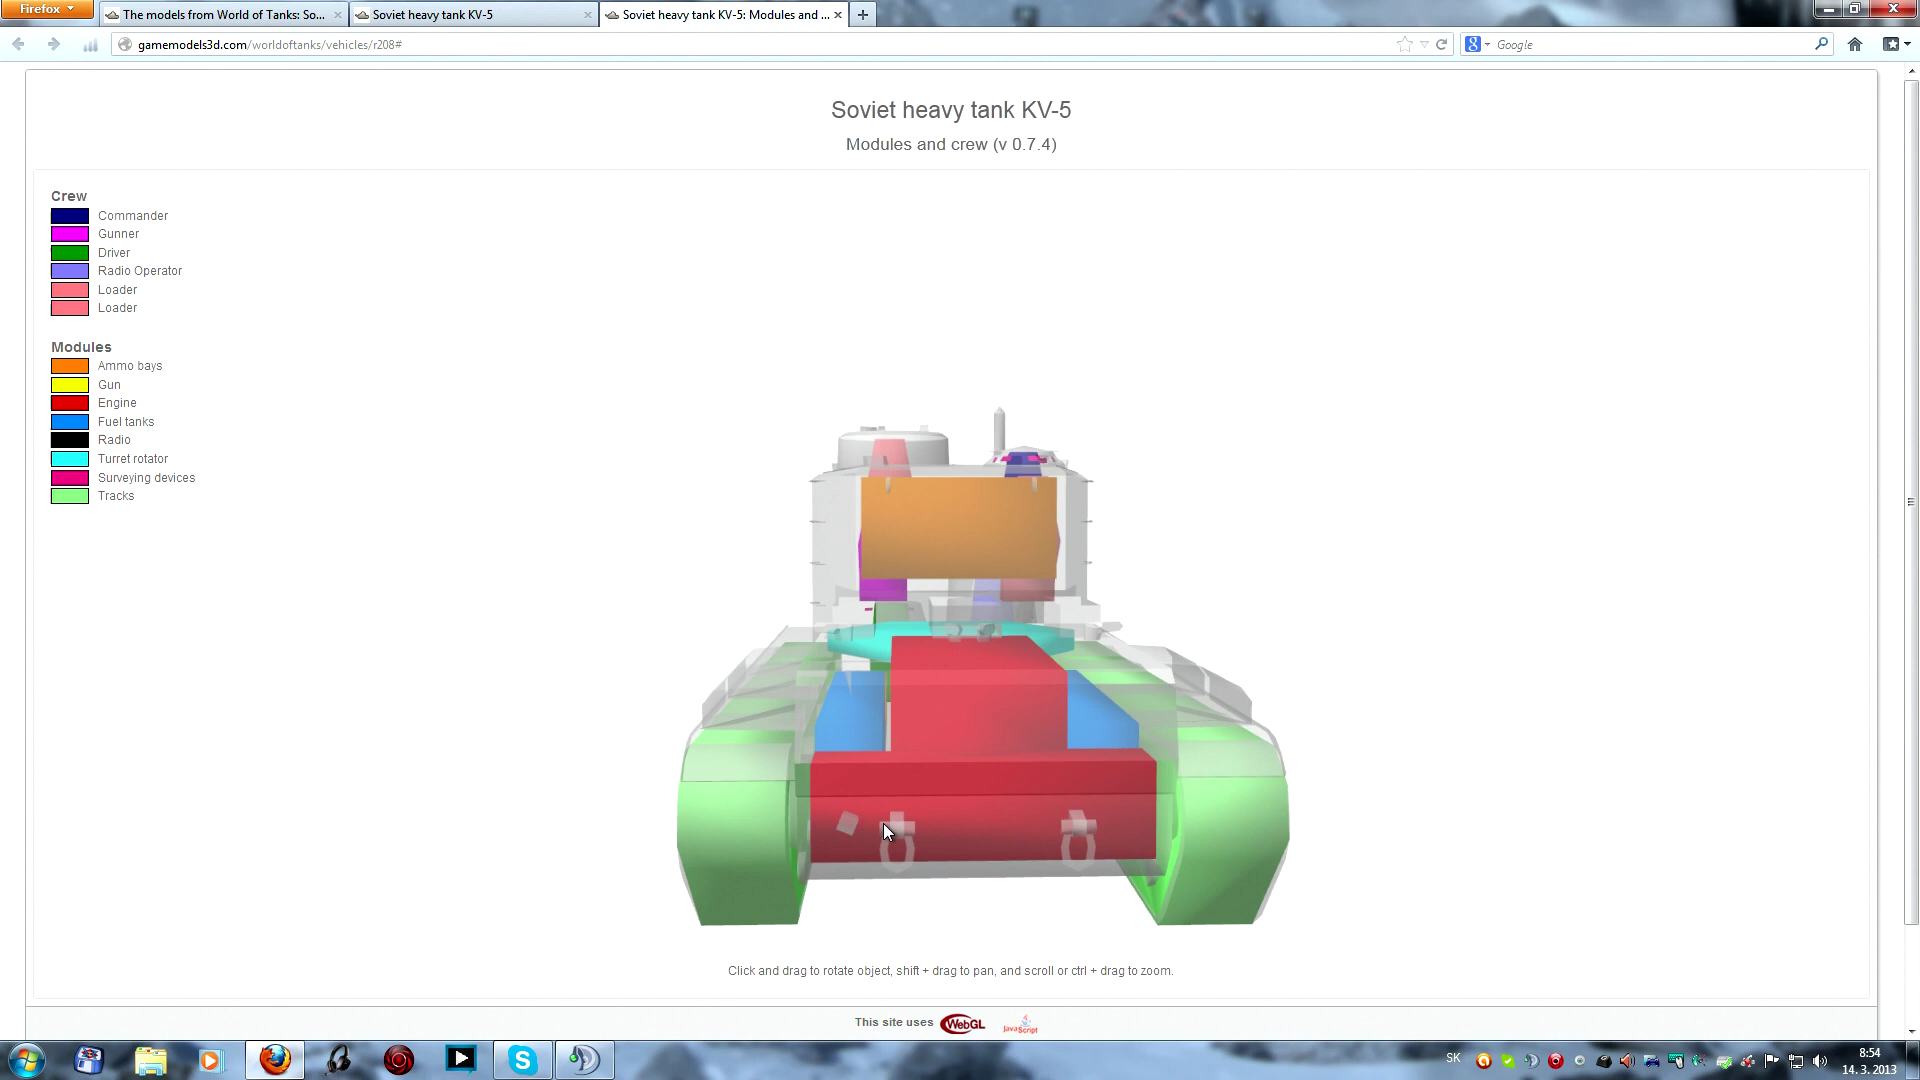 Firefox
The models from World of Tanks: So...
Soviet heavy tank KV-5
Soviet heavy tank KV-5: Modules and ...
gamemodels3d.com/worldoftanks/vehicles/r208#
Google
Soviet heavy tank KV-5
Modules and crew (v 0.7.4)
Crew
Commander
Gunner
Driver
Radio Operator
Loader
Loader
Modules
Ammo bays
Gun
Engine
Fuel tanks
Radio
Turret rotator
Surveying devices
Tracks
Click and drag to rotate object, shift + drag to pan, and scroll or ctrl + drag to zoom.
This site uses WebGL JavaScript
SK
8:54
14. 3. 2013